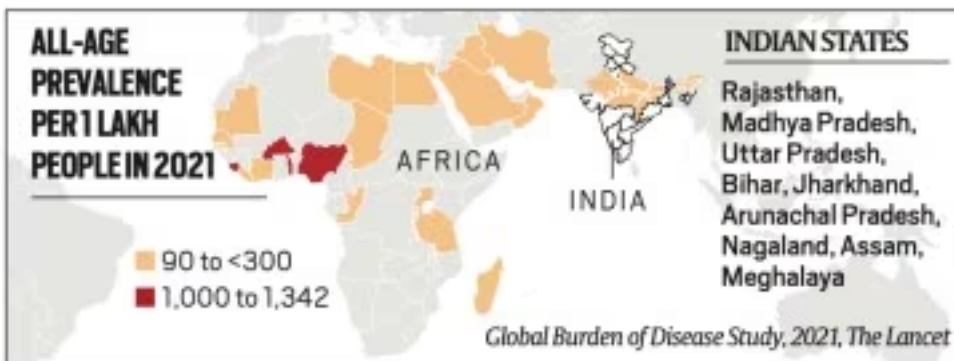 ALL-AGE
PREVALENCE
PER 1 LAKH
PEOPLE IN 2021
90 to <300
1,000 to 1,342
AFRICA
INDIA
INDIAN STATES
Rajasthan,
Madhya Pradesh,
Uttar Pradesh,
Bihar, Jharkhand,
Arunachal Pradesh,
Nagaland, Assam,
Meghalaya
Global Burden of Disease Study, 2021, The Lancet